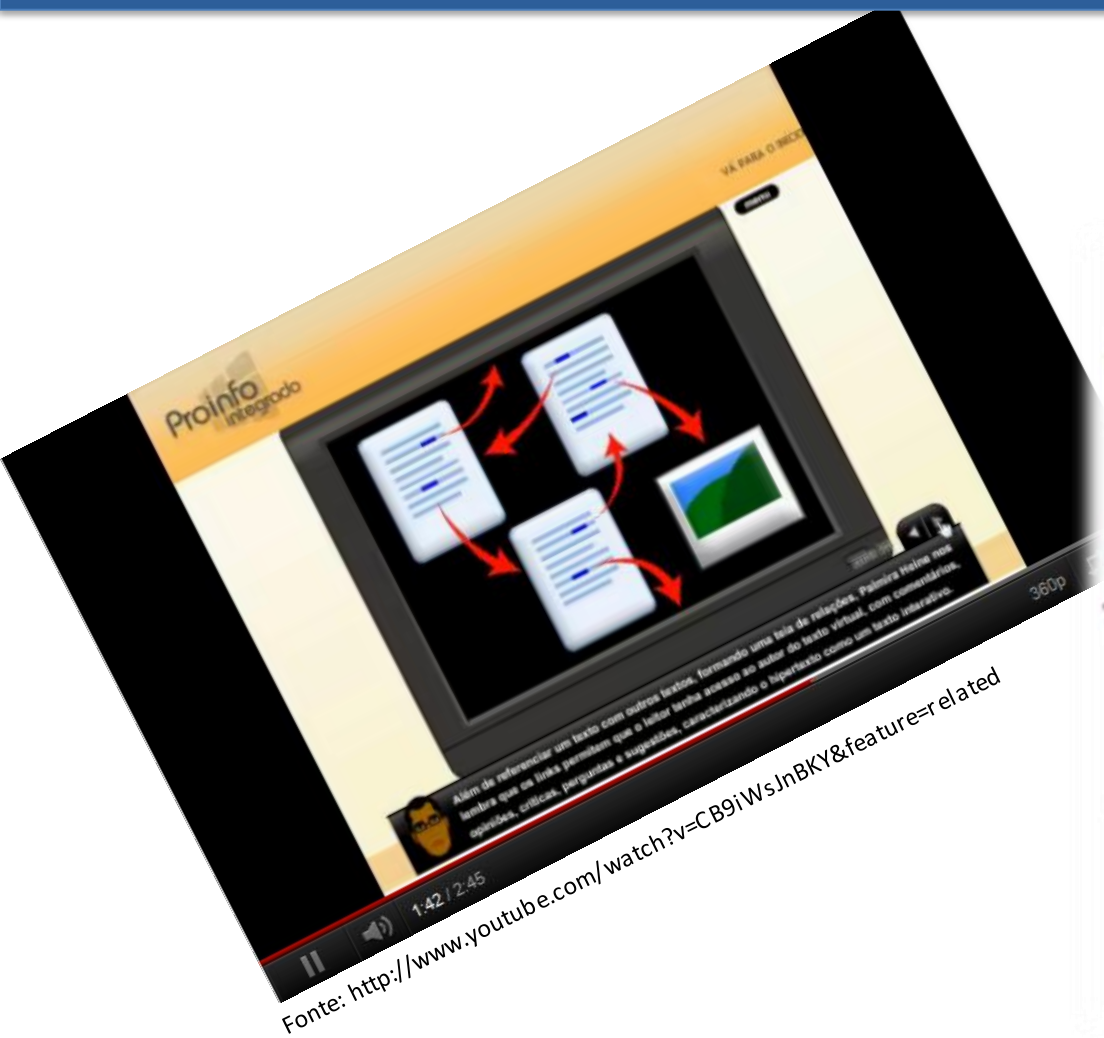 VÁ PARA O INÍCIO
menu
Proinfo
integrado
Além de referenciar um texto com outros textos, formando uma teia de relações, Palmira Heine nos
lembra que os links permitem que o leitor tenha acesso ao autor do texto virtual, com comentários,
opiniões, críticas, perguntas e sugestões, caracterizando o hipertexto como um texto interativo.
360p
1:42 / 2:45
Fonte: http://www.youtube.com/watch?v=CB9iWsJnBKY&feature=related